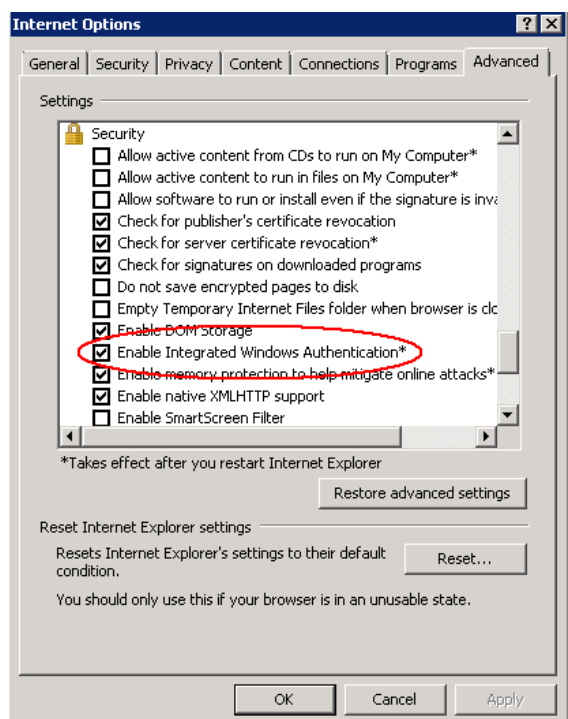 Internet Options
General Security Privacy Content Connections Programs Advanced
Settings
Security
Allow active content from CDs to run on My Computer*
Allow active content to run in files on My Computer*
Allow software to run or install even if the signature is inva
Check for publisher's certificate revocation
Check for server certificate revocation*
Check for signatures on downloaded programs
Do not save encrypted pages to disk
Empty Temporary Internet Files folder when browser is clo
Enable DOM Storage
Enable Integrated Windows Authentication*
Enable memory protection to help mitigate online attacks*
Enable native XMLHTTP support
Enable SmartScreen Filter
*Takes effect after you restart Internet Explorer
Restore advanced settings
Reset Internet Explorer settings
Resets Internet Explorer's settings to their default
condition.
Reset...
You should only use this if your browser is in an unusable state.
OK Cancel Apply